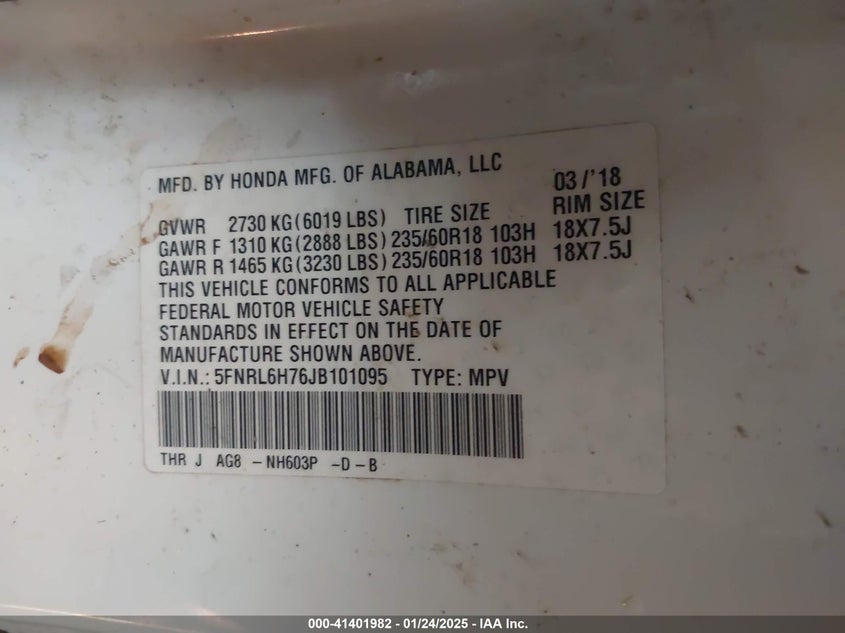 MFD. BY HONDA MFG. OF ALABAMA, LLC 03/'18
GVWR 2730 KG(6019 LBS) TIRE SIZE RIM SIZE
GAWR F 1310 KG(2888 LBS) 235/60R18 103H 18X7.5J
GAWR R 1465 KG(3230 LBS) 235/60R18 103H 18X7.5J
THIS VEHICLE CONFORMS TO ALL APPLICABLE
FEDERAL MOTOR VEHICLE SAFETY
STANDARDS IN EFFECT ON THE DATE OF
MANUFACTURE SHOWN ABOVE.
V.I.N.: 5FNRL6H76JB101095 TYPE: MPV
THR J AG8 -NH603P -D-B
000-41401982 - 01/24/2025 - IAA Inc.